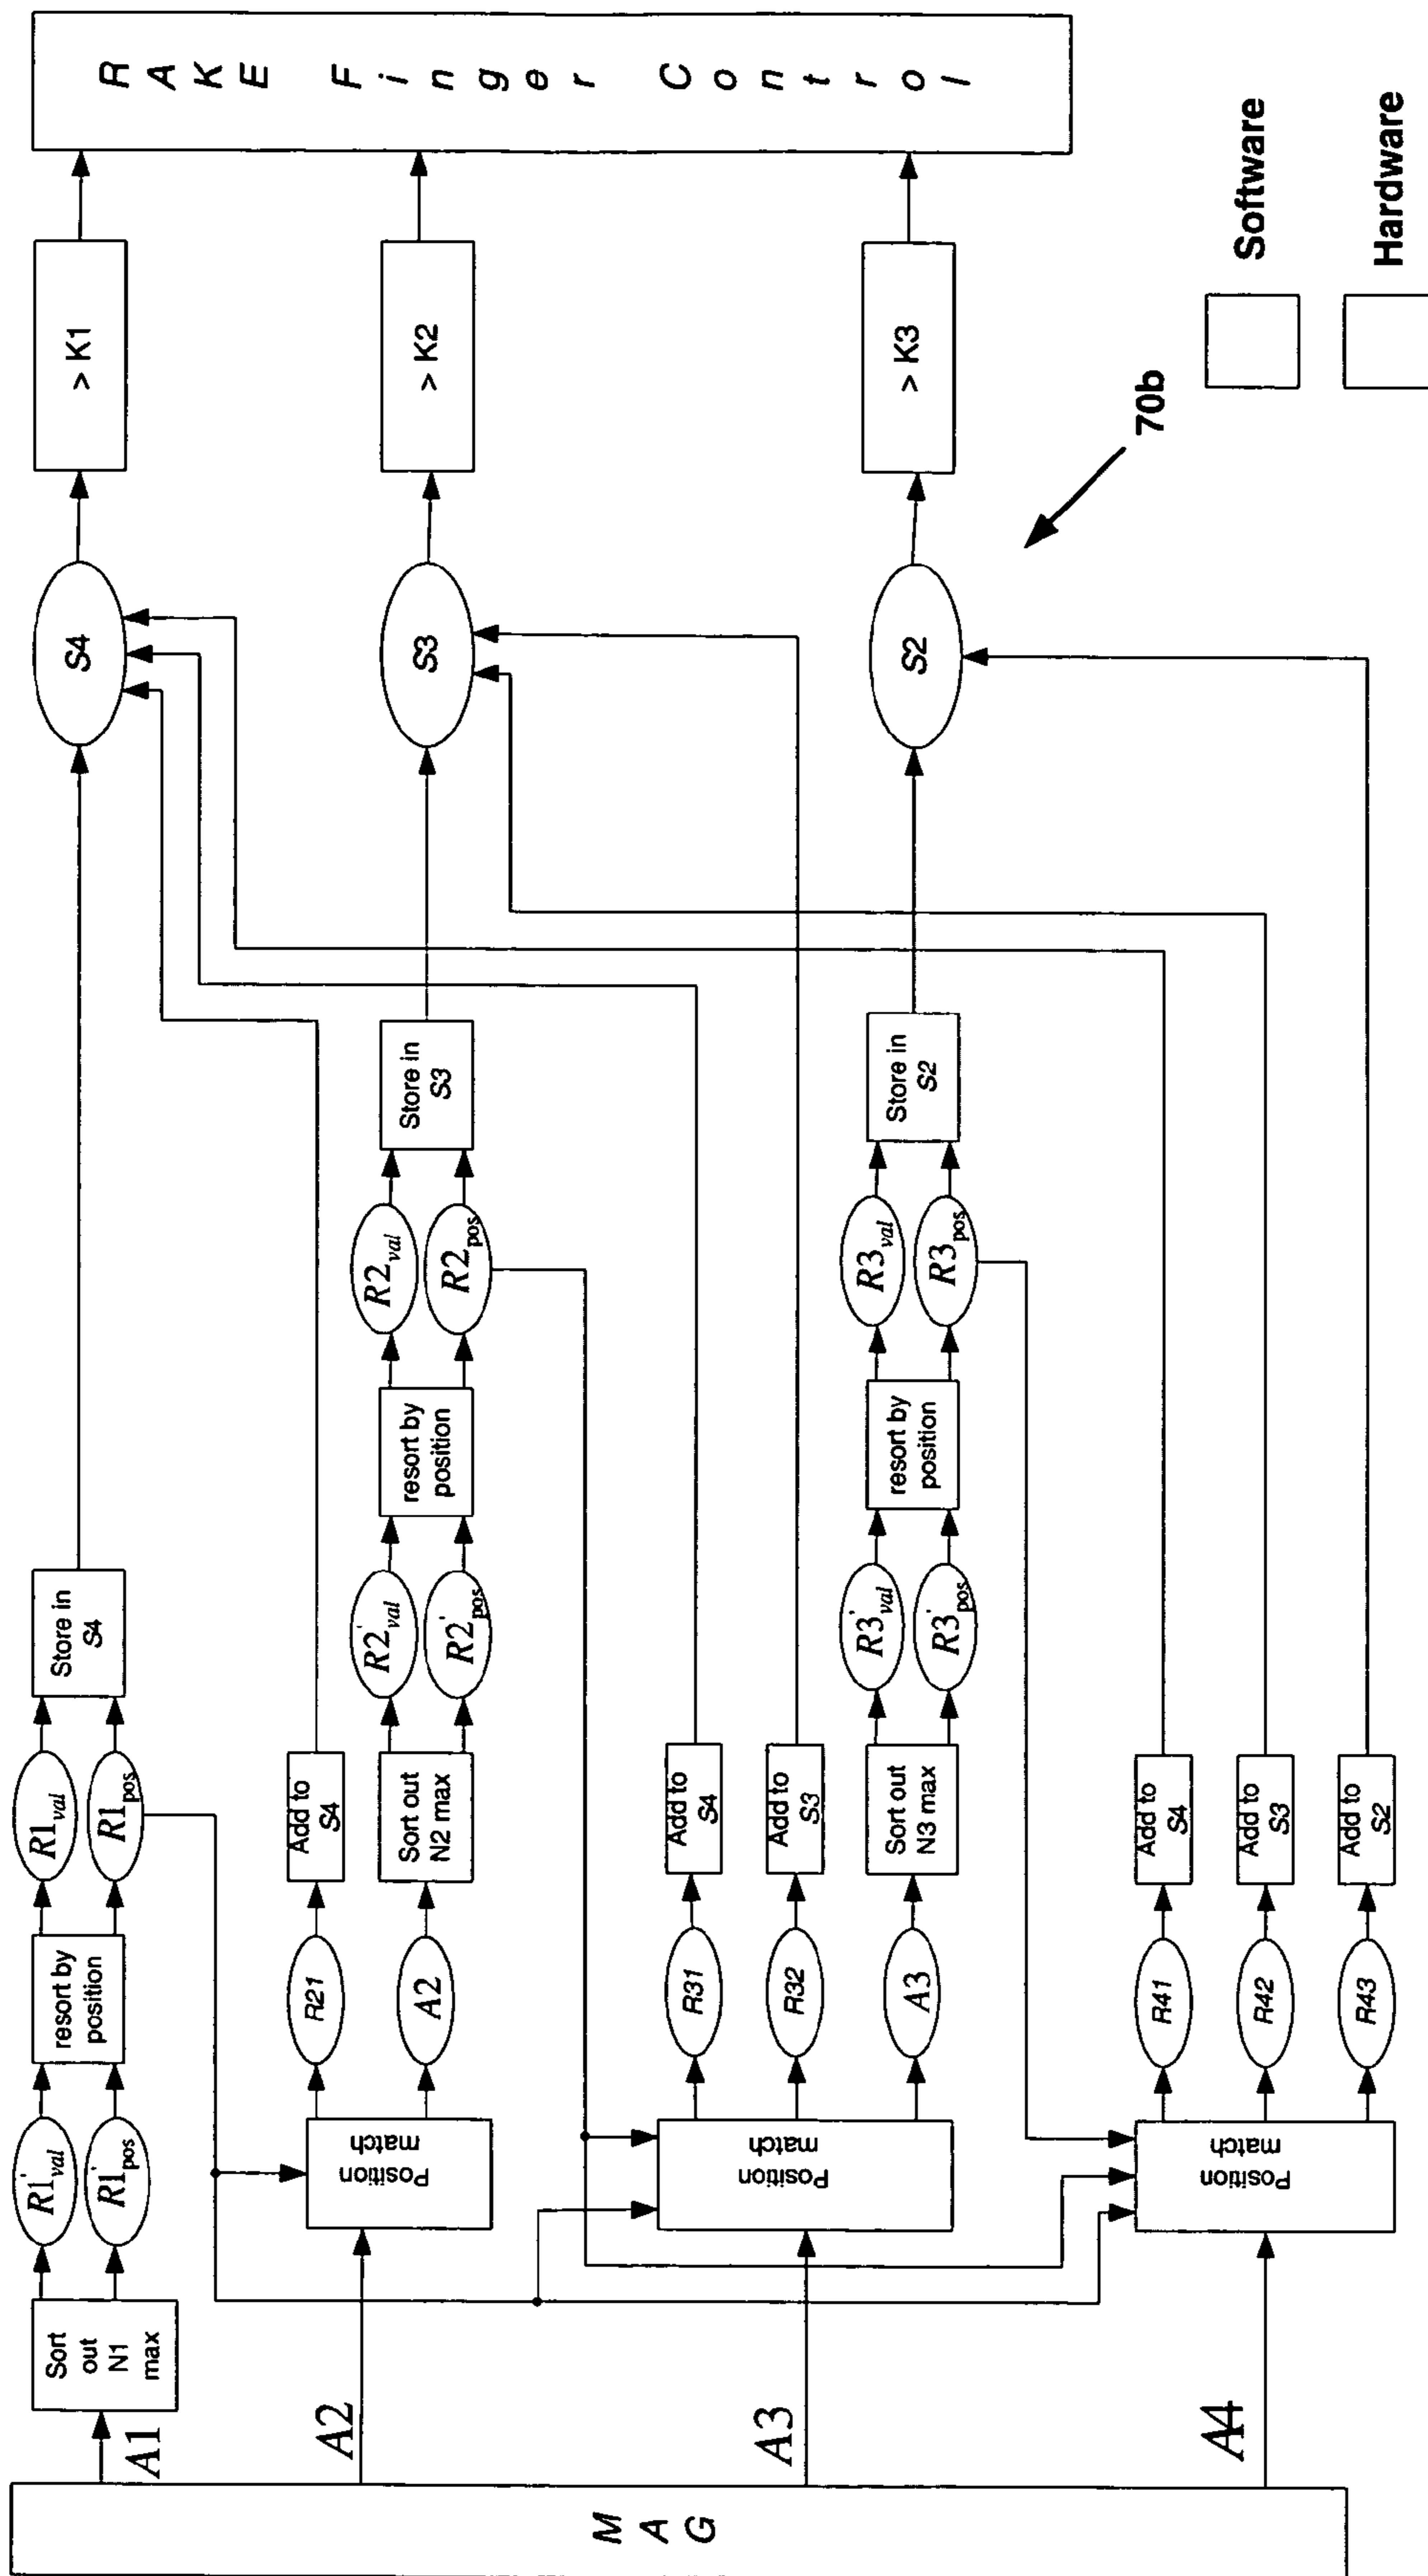 MAG
A1
A2
A3
A4
Sort
out
N1
max
R1'val
R1'pos
resort by
position
R1val
R1pos
Store in
S4
S4
> K1
Position
match
R21
Add to
S4
A2
Sort out
N2 max
R2'val
R2'pos
resort by
position
R2val
R2pos
Store in
S3
S3
> K2
Position
match
R31
Add to
S4
R32
Add to
S3
A3
Sort out
N3 max
R3'val
R3'pos
resort by
position
R3val
R3pos
Store in
S2
S2
> K3
Position
match
R41
Add to
S4
R42
Add to
S3
R43
Add to
S2
RAKE Finger Control
70b
Software
Hardware